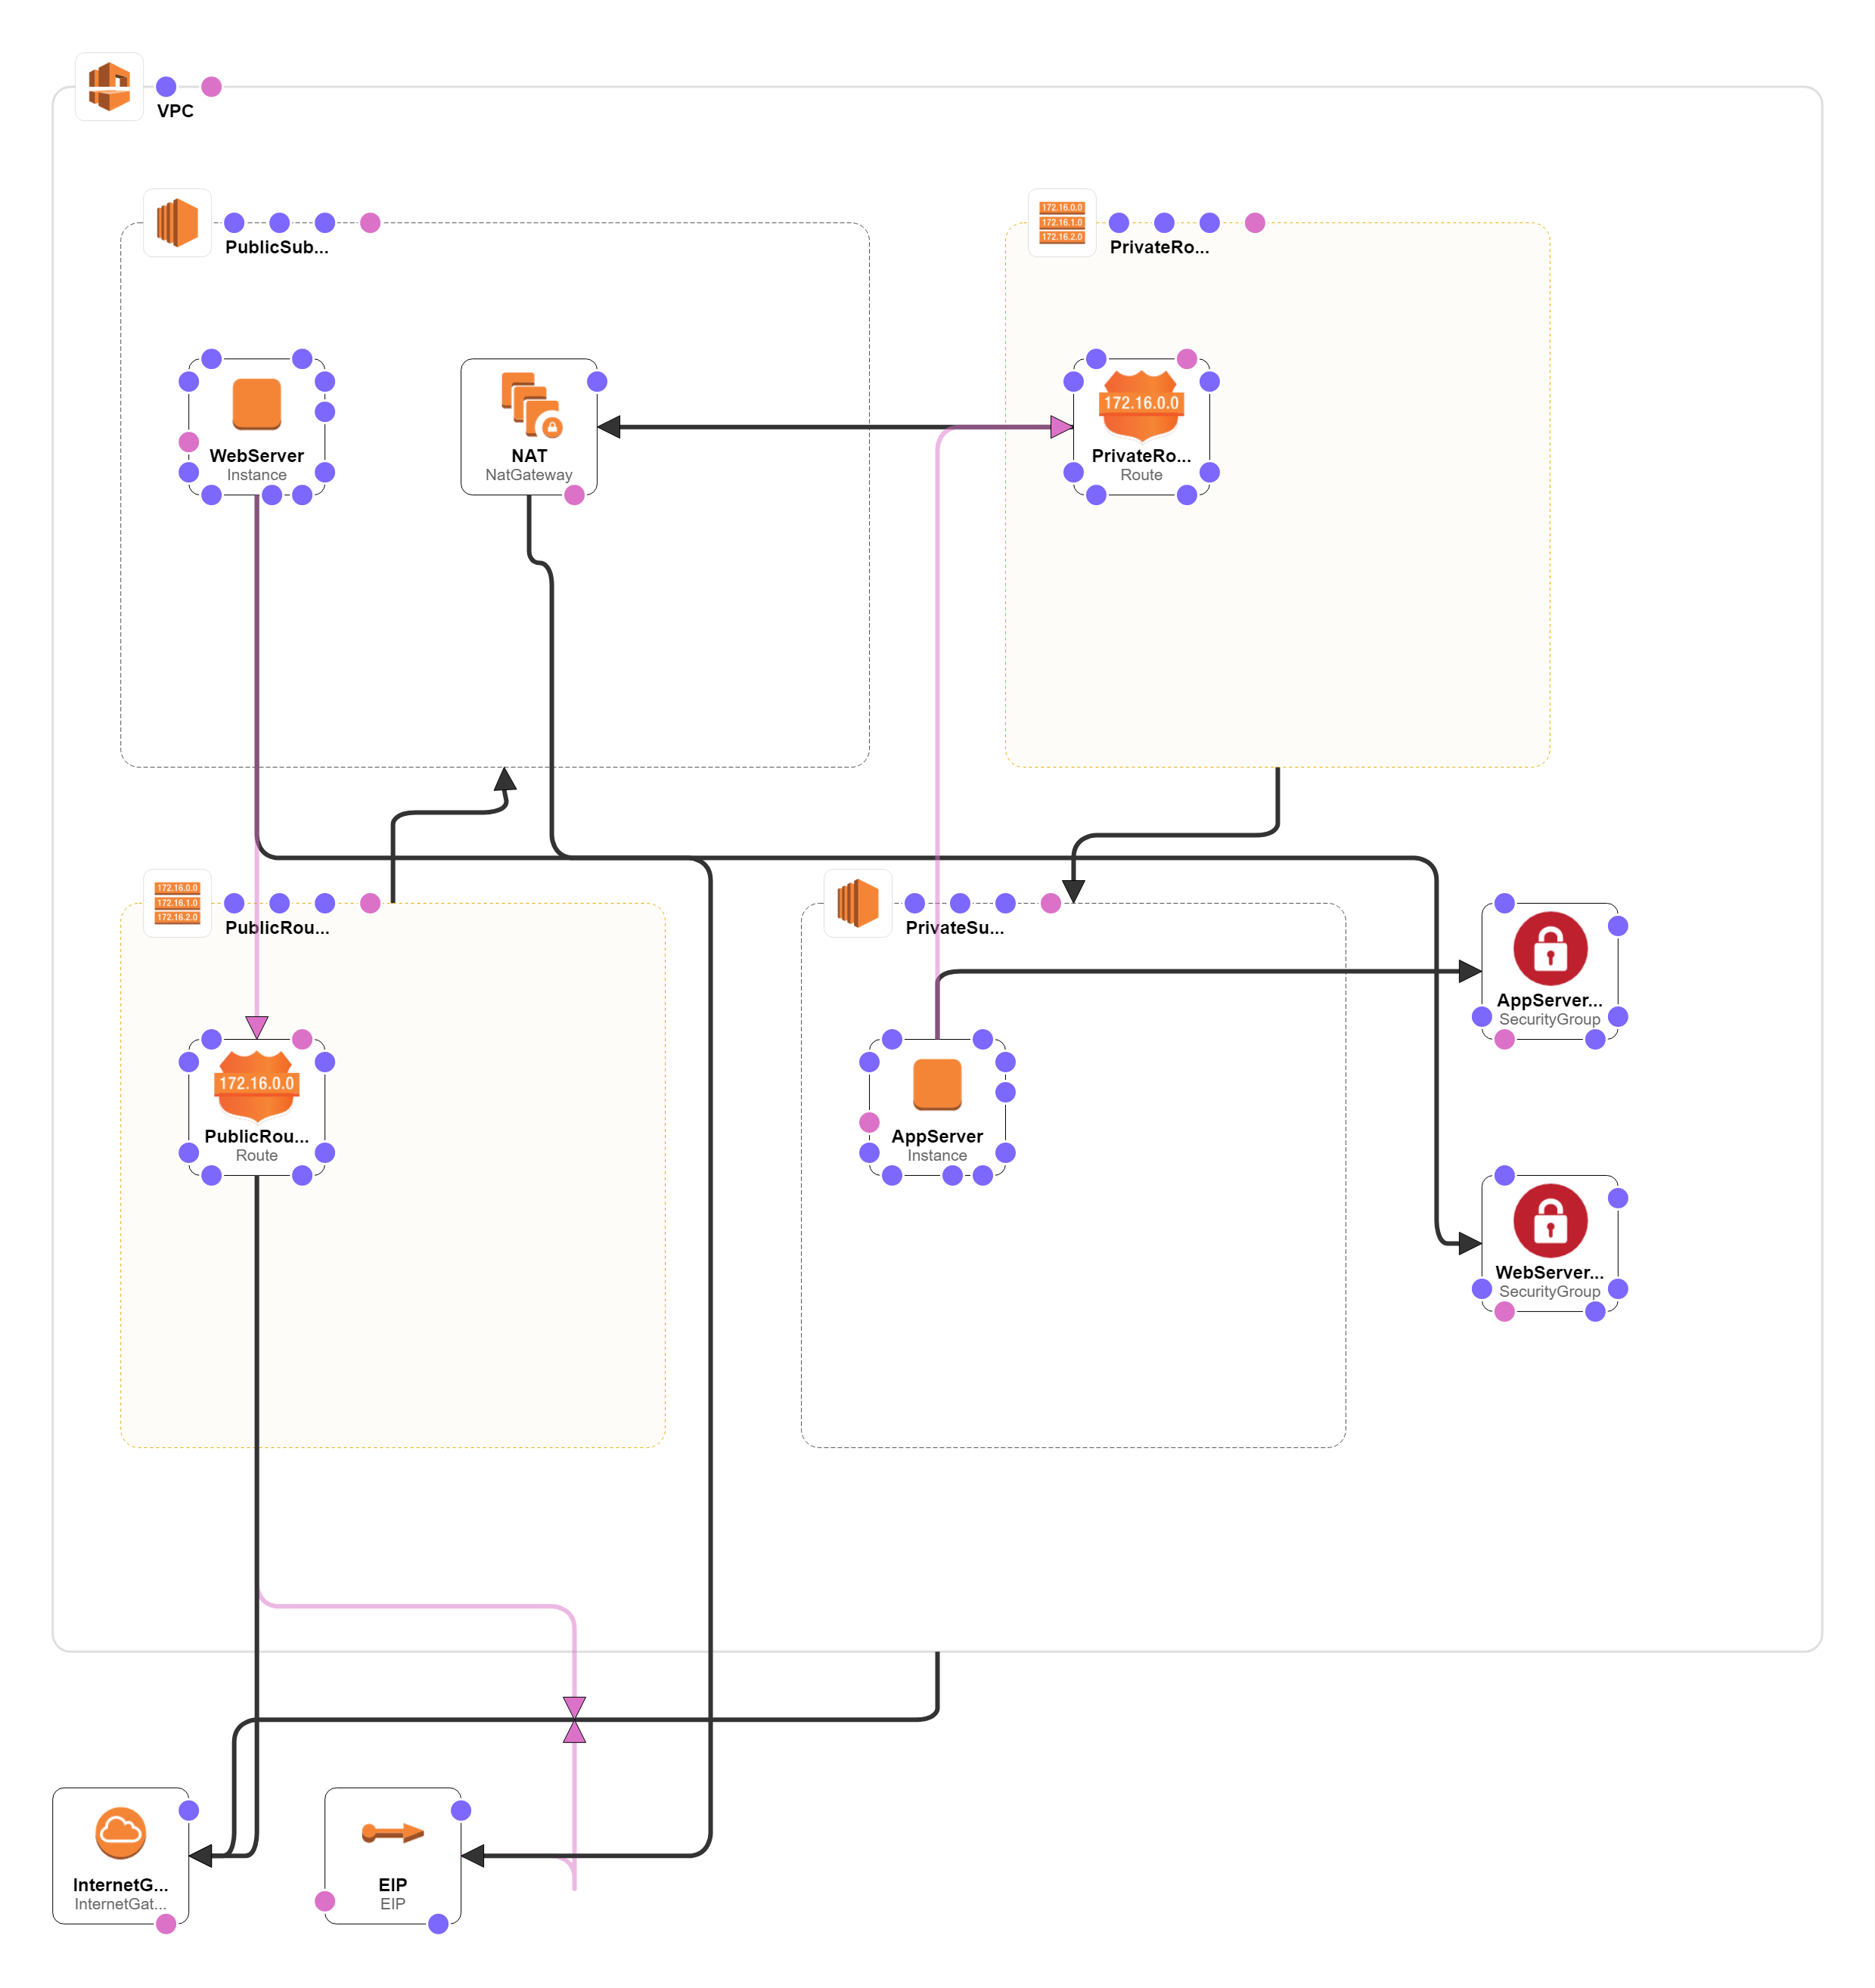 VPC
PublicSub...
172.16.0.0
172.16.1.0
172.16.2.0
PrivateRo...
WebServer
Instance
NAT
NatGateway
172.16.0.0
PrivateRo...
Route
172.16.0.0
172.16.1.0
172.16.2.0
PublicRou...
PrivateSu...
AppServer...
SecurityGroup
172.16.0.0
PublicRou...
Route
AppServer
Instance
WebServer...
SecurityGroup
InternetG...
InternetGat...
EIP
EIP